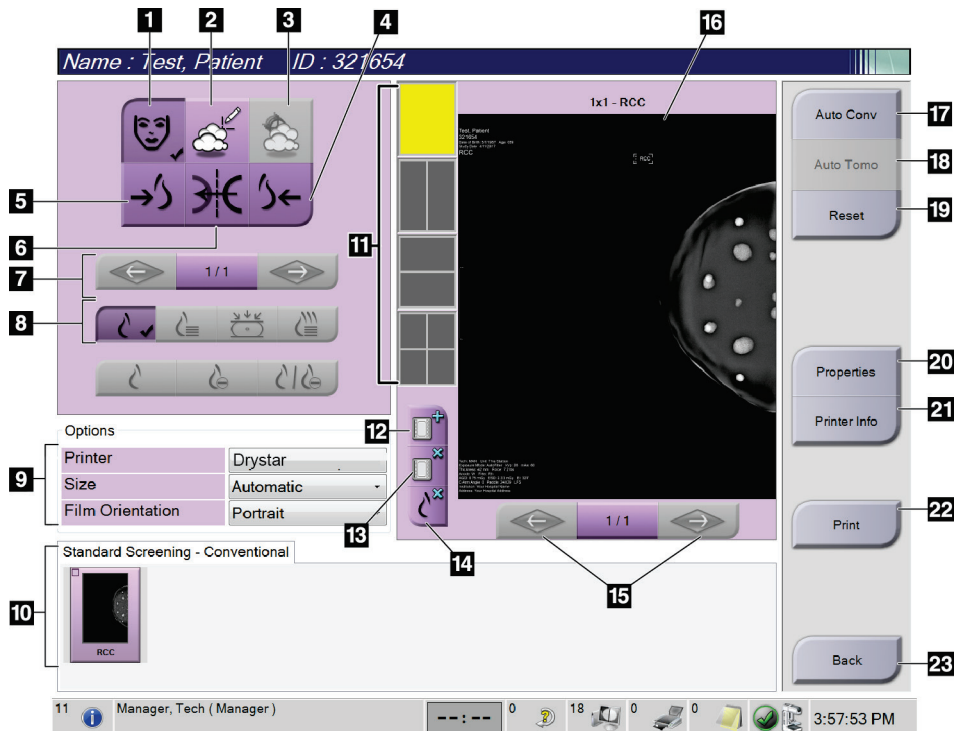 1 2 3 4 16
Name : Test, Patient ID : 321654
1x1 - RCC
Test, Patient
321654
RCC
RCC
Auto Conv 17
Auto Tomo 18
Reset 19
5
6
11
7
1 / 1
8
Properties 20
Printer Info 21
12
Options
9
Printer Drystar
Size Automatic
Film Orientation Portrait
13
14
1 / 1
15
Print 22
10
Standard Screening - Conventional
RCC
Back 23
11 Manager, Tech ( Manager ) --:-- 0 18 0 0 3:57:53 PM